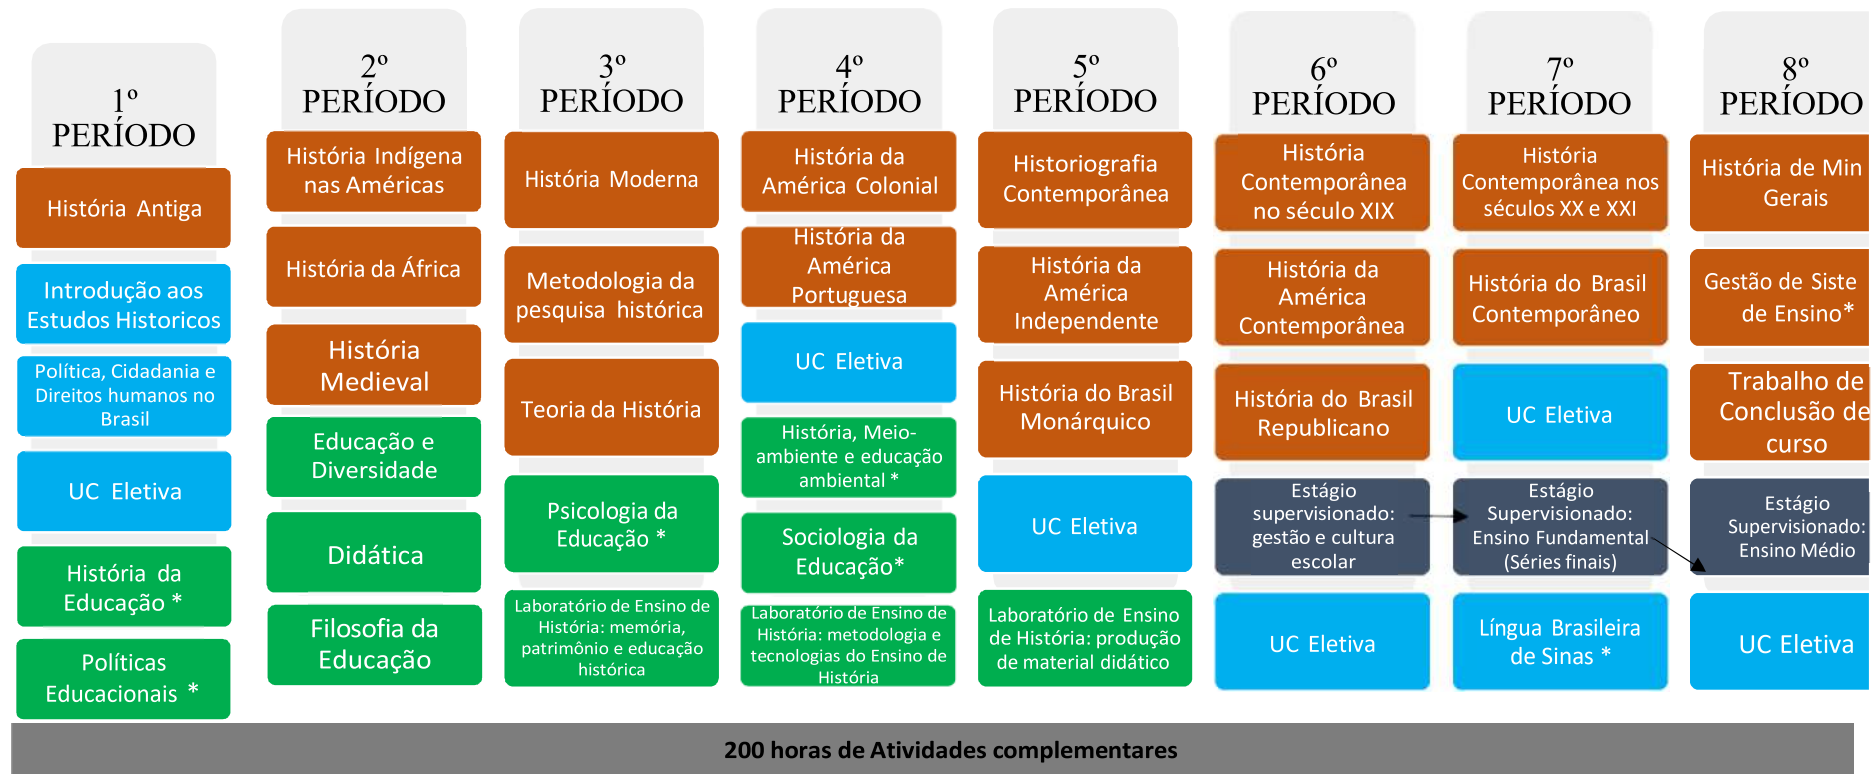 1º
PERÍODO
História Antiga
Introdução aos
Estudos Historicos
Política, Cidadania e
Direitos humanos no
Brasil
UC Eletiva
História da
Educação *
Políticas
Educacionais *
2º
PERÍODO
História Indígena
nas Américas
História da África
História
Medieval
Educação e
Diversidade
Didática
Filosofia da
Educação
3º
PERÍODO
História Moderna
Metodologia da
pesquisa histórica
Teoria da História
Psicologia da
Educação *
Laboratório de Ensino de
História: memória,
patrimônio e educação
histórica
4º
PERÍODO
História da
América Colonial
História da
América
Portuguesa
UC Eletiva
História, Meio-
ambiente e educação
ambiental *
Sociologia da
Educação*
Laboratório de Ensino de
História: metodologia e
tecnologias do Ensino de
História
5º
PERÍODO
Historiografia
Contemporânea
História da
América
Independente
História do Brasil
Monárquico
UC Eletiva
Laboratório de Ensino
de História: produção
de material didático
6º
PERÍODO
História
Contemporânea
no século XIX
História da
América
Contemporânea
História do Brasil
Republicano
Estágio
supervisionado:
gestão e cultura
escolar
UC Eletiva
7º
PERÍODO
História
Contemporânea nos
séculos XX e XXI
História do Brasil
Contemporâneo
UC Eletiva
Estágio
Supervisionado:
Ensino Fundamental
(Séries finais)
Língua Brasileira
de Sinas *
8º
PERÍODO
História de Min
Gerais
Gestão de Siste
de Ensino*
Trabalho de
Conclusão de
curso
Estágio
Supervisionado:
Ensino Médio
UC Eletiva
200 horas de Atividades complementares